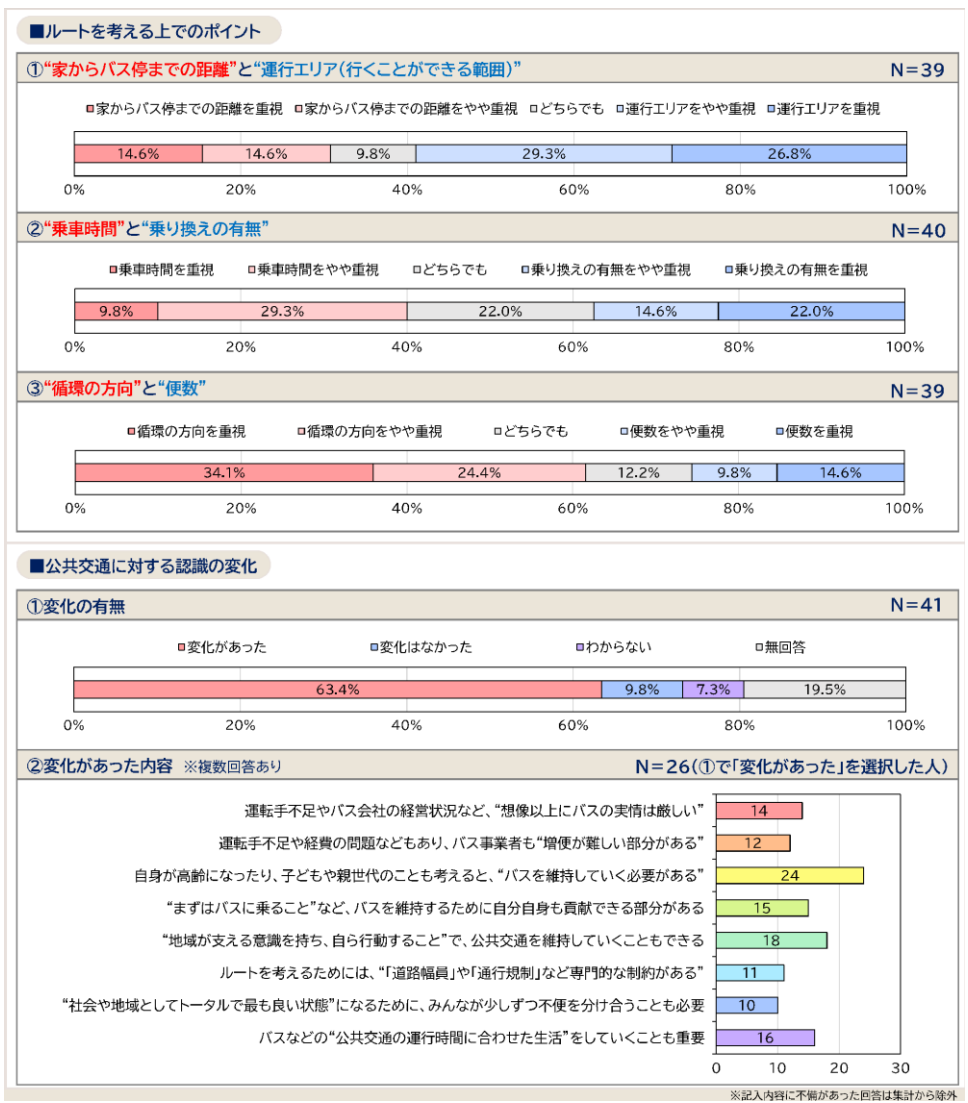 ■ルートを考える上でのポイント
①“家からバス停までの距離”と“運行エリア(行くことができる範囲)” N=39
家からバス停までの距離を重視 家からバス停までの距離をやや重視 どちらでも 運行エリアをやや重視 運行エリアを重視
14.6% 14.6% 9.8% 29.3% 26.8%
0% 20% 40% 60% 80% 100%
②“乗車時間”と“乗り換えの有無” N=40
乗車時間を重視 乗車時間をやや重視 どちらでも 乗り換えの有無をやや重視 乗り換えの有無を重視
9.8% 29.3% 22.0% 14.6% 22.0%
0% 20% 40% 60% 80% 100%
③“循環の方向”と“便数” N=39
循環の方向を重視 循環の方向をやや重視 どちらでも 便数をやや重視 便数を重視
34.1% 24.4% 12.2% 9.8% 14.6%
0% 20% 40% 60% 80% 100%
■公共交通に対する認識の変化
①変化の有無 N=41
変化があった 変化はなかった わからない 無回答
63.4% 9.8% 7.3% 19.5%
0% 20% 40% 60% 80% 100%
②変化があった内容 ※複数回答あり N=26(①で「変化があった」を選択した人)
運転手不足やバス会社の経営状況など、“想像以上にバスの実情は厳しい” 14
運転手不足や経費の問題などもあり、バス事業者も“増便が難しい部分がある” 12
自身が高齢になったり、子どもや親世代のことも考えると、“バスを維持していく必要がある” 24
“まずはバスに乗ること”など、バスを維持するために自分自身も貢献できる部分がある 15
“地域が支える意識を持ち、自ら行動すること”で、公共交通を維持していくこともできる 18
ルートを考えるためには、“「道路幅員」や「通行規制」など専門的な制約がある” 11
“社会や地域としてトータルで最も良い状態”になるために、みんなが少しずつ不便を分け合うことも必要 10
バスなどの“公共交通の運行時間に合わせた生活”をしていくことも重要 16
0 10 20 30
※記入内容に不備があった回答は集計から除外